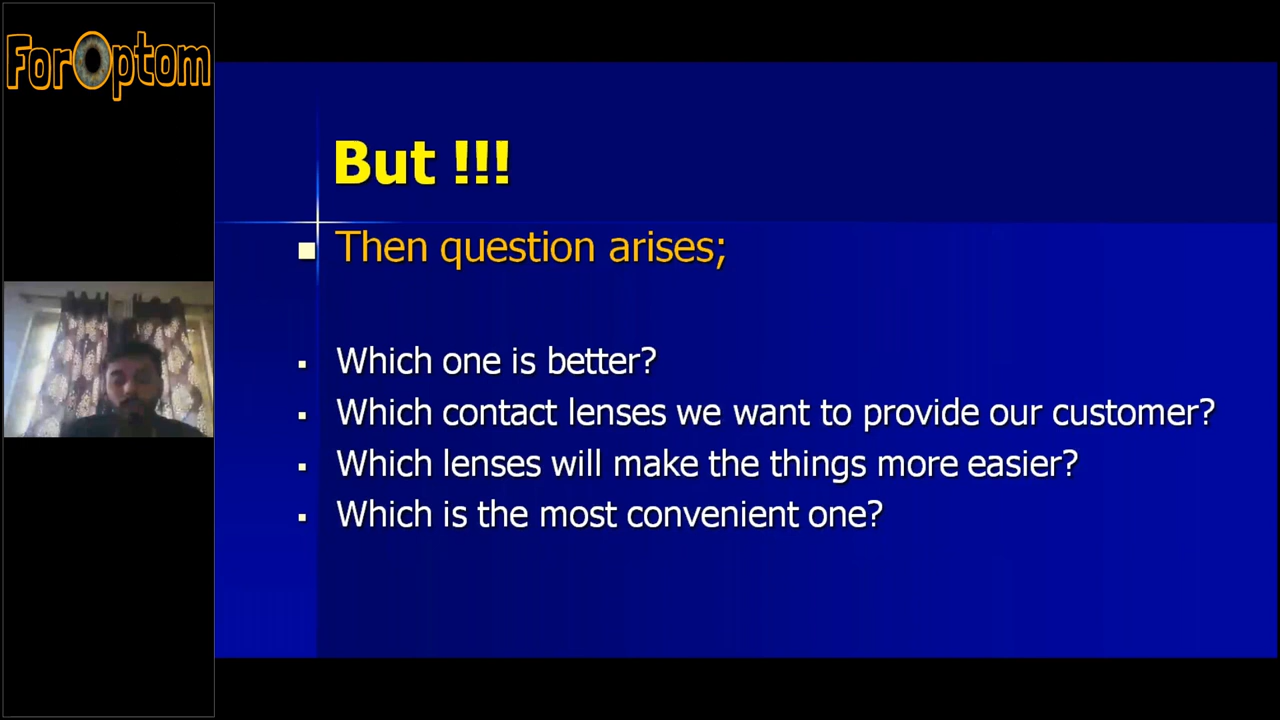 ForOptom
But !!!
Then question arises;
Which one is better?
Which contact lenses we want to provide our customer?
Which lenses will make the things more easier?
Which is the most convenient one?